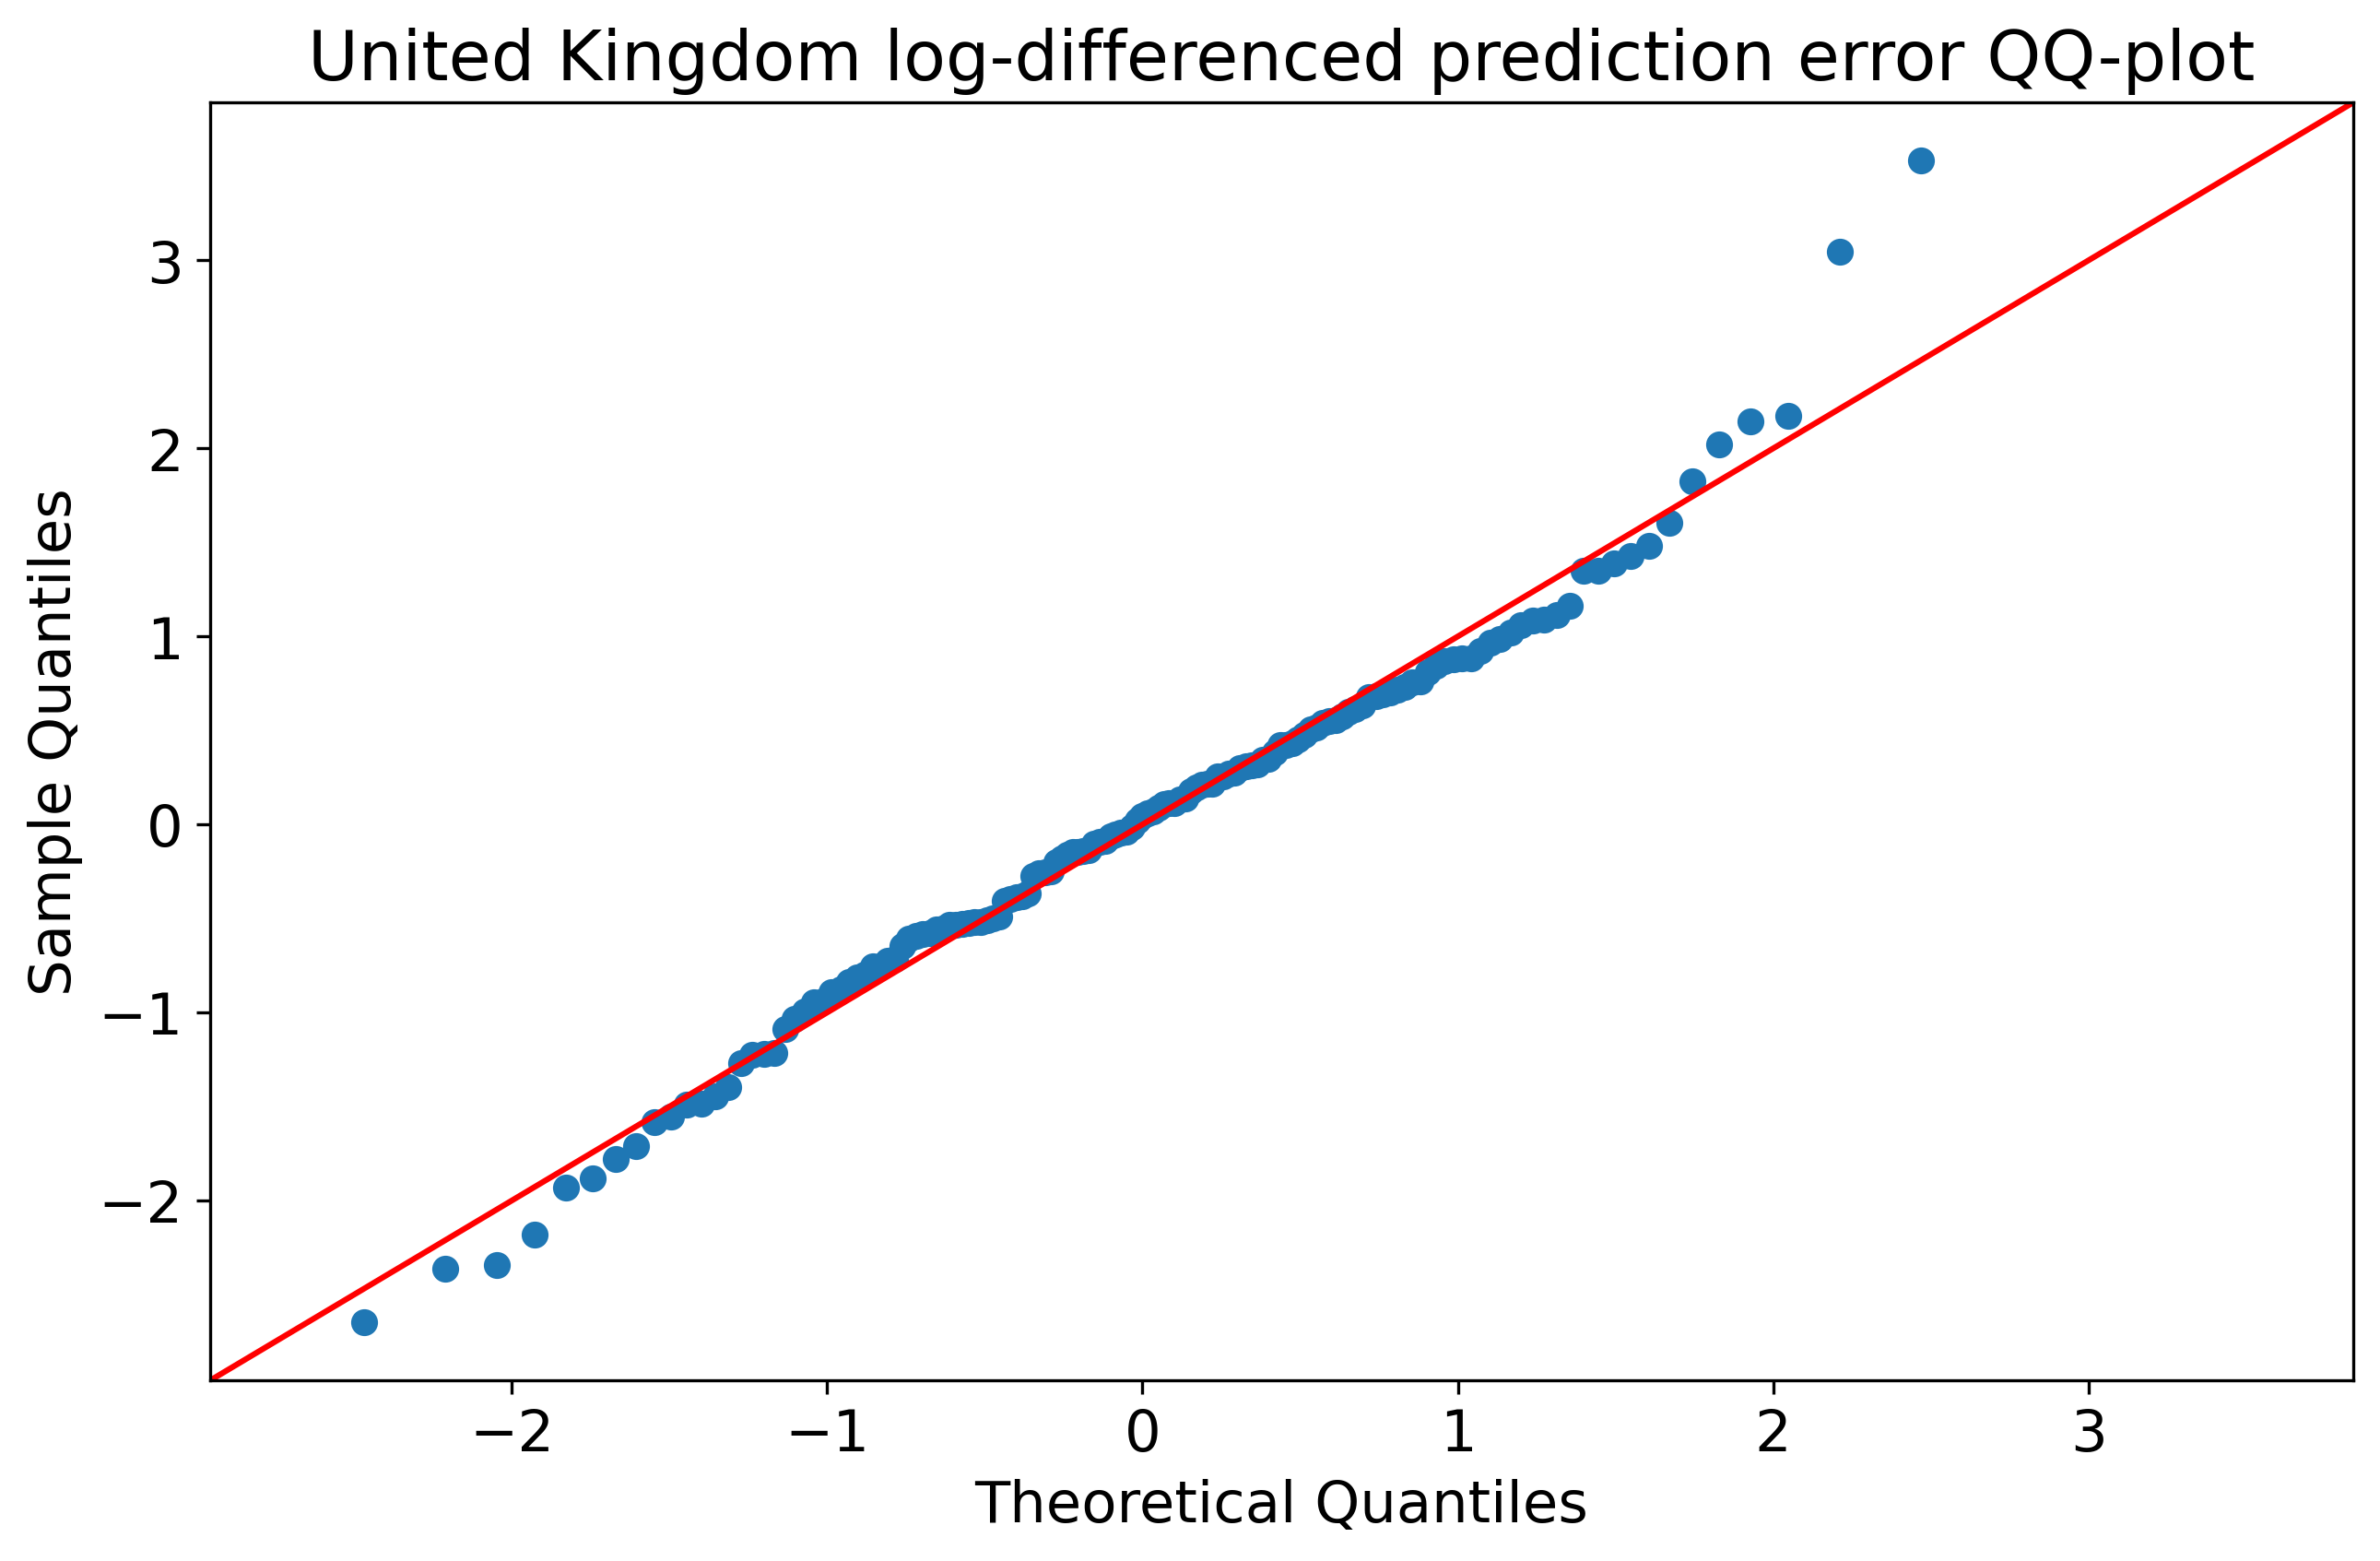 United Kingdom log-differenced prediction error QQ-plot
3
2
1
0
−1
−2
Sample Quantiles
−2 −1 0 1 2 3
Theoretical Quantiles